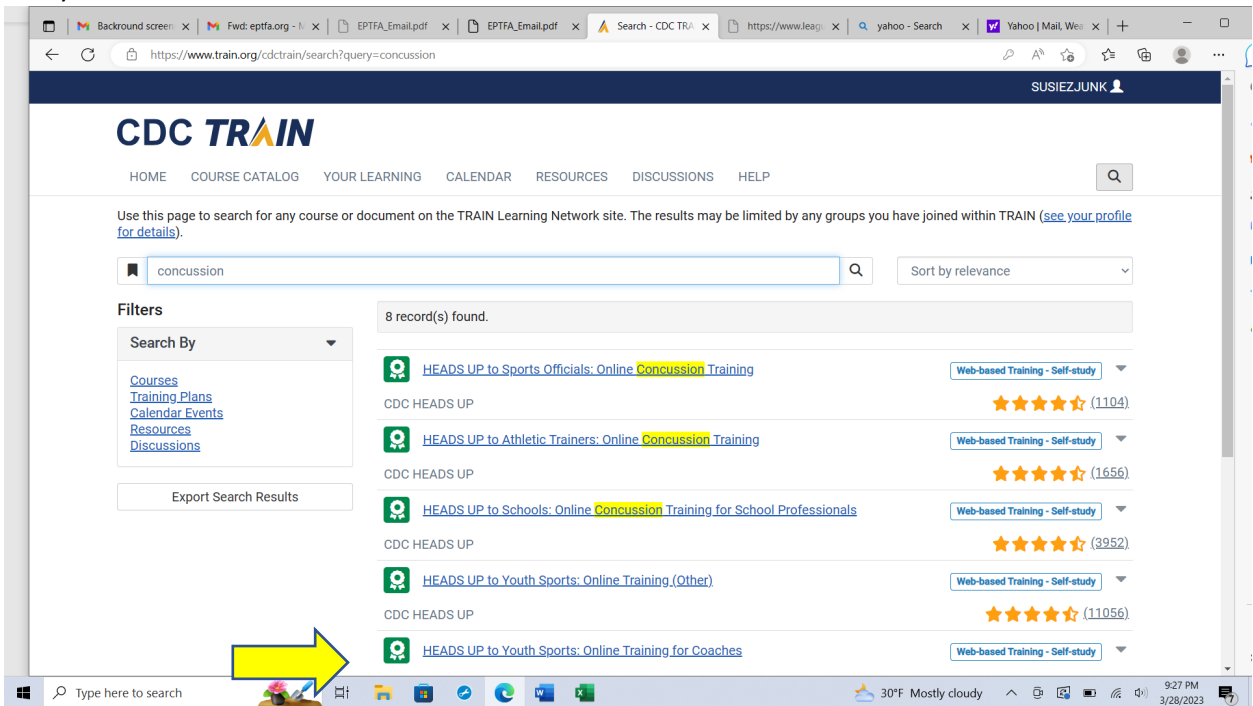 Backround screen
Fwd: eptfa.org - M
EPTFA_Email.pdf
EPTFA_Email.pdf
Search - CDC TRA
https://www.leag
yahoo - Search
Yahoo | Mail, Wea
https://www.train.org/cdctrain/search?query=concussion
SUSIEZJUNK
CDC TRAIN
HOME COURSE CATALOG YOUR LEARNING CALENDAR RESOURCES DISCUSSIONS HELP
Use this page to search for any course or document on the TRAIN Learning Network site. The results may be limited by any groups you have joined within TRAIN (see your profile
for details).
concussion
Sort by relevance
Filters
Search By
Courses
Training Plans
Calendar Events
Resources
Discussions
Export Search Results
8 record(s) found.
HEADS UP to Sports Officials: Online Concussion Training
Web-based Training - Self-study
CDC HEADS UP
(1104)
HEADS UP to Athletic Trainers: Online Concussion Training
Web-based Training - Self-study
CDC HEADS UP
(1656)
HEADS UP to Schools: Online Concussion Training for School Professionals
Web-based Training - Self-study
CDC HEADS UP
(3952)
HEADS UP to Youth Sports: Online Training (Other)
Web-based Training - Self-study
CDC HEADS UP
(11056)
HEADS UP to Youth Sports: Online Training for Coaches
Web-based Training - Self-study
Type here to search
30°F Mostly cloudy
9:27 PM
3/28/2023
7